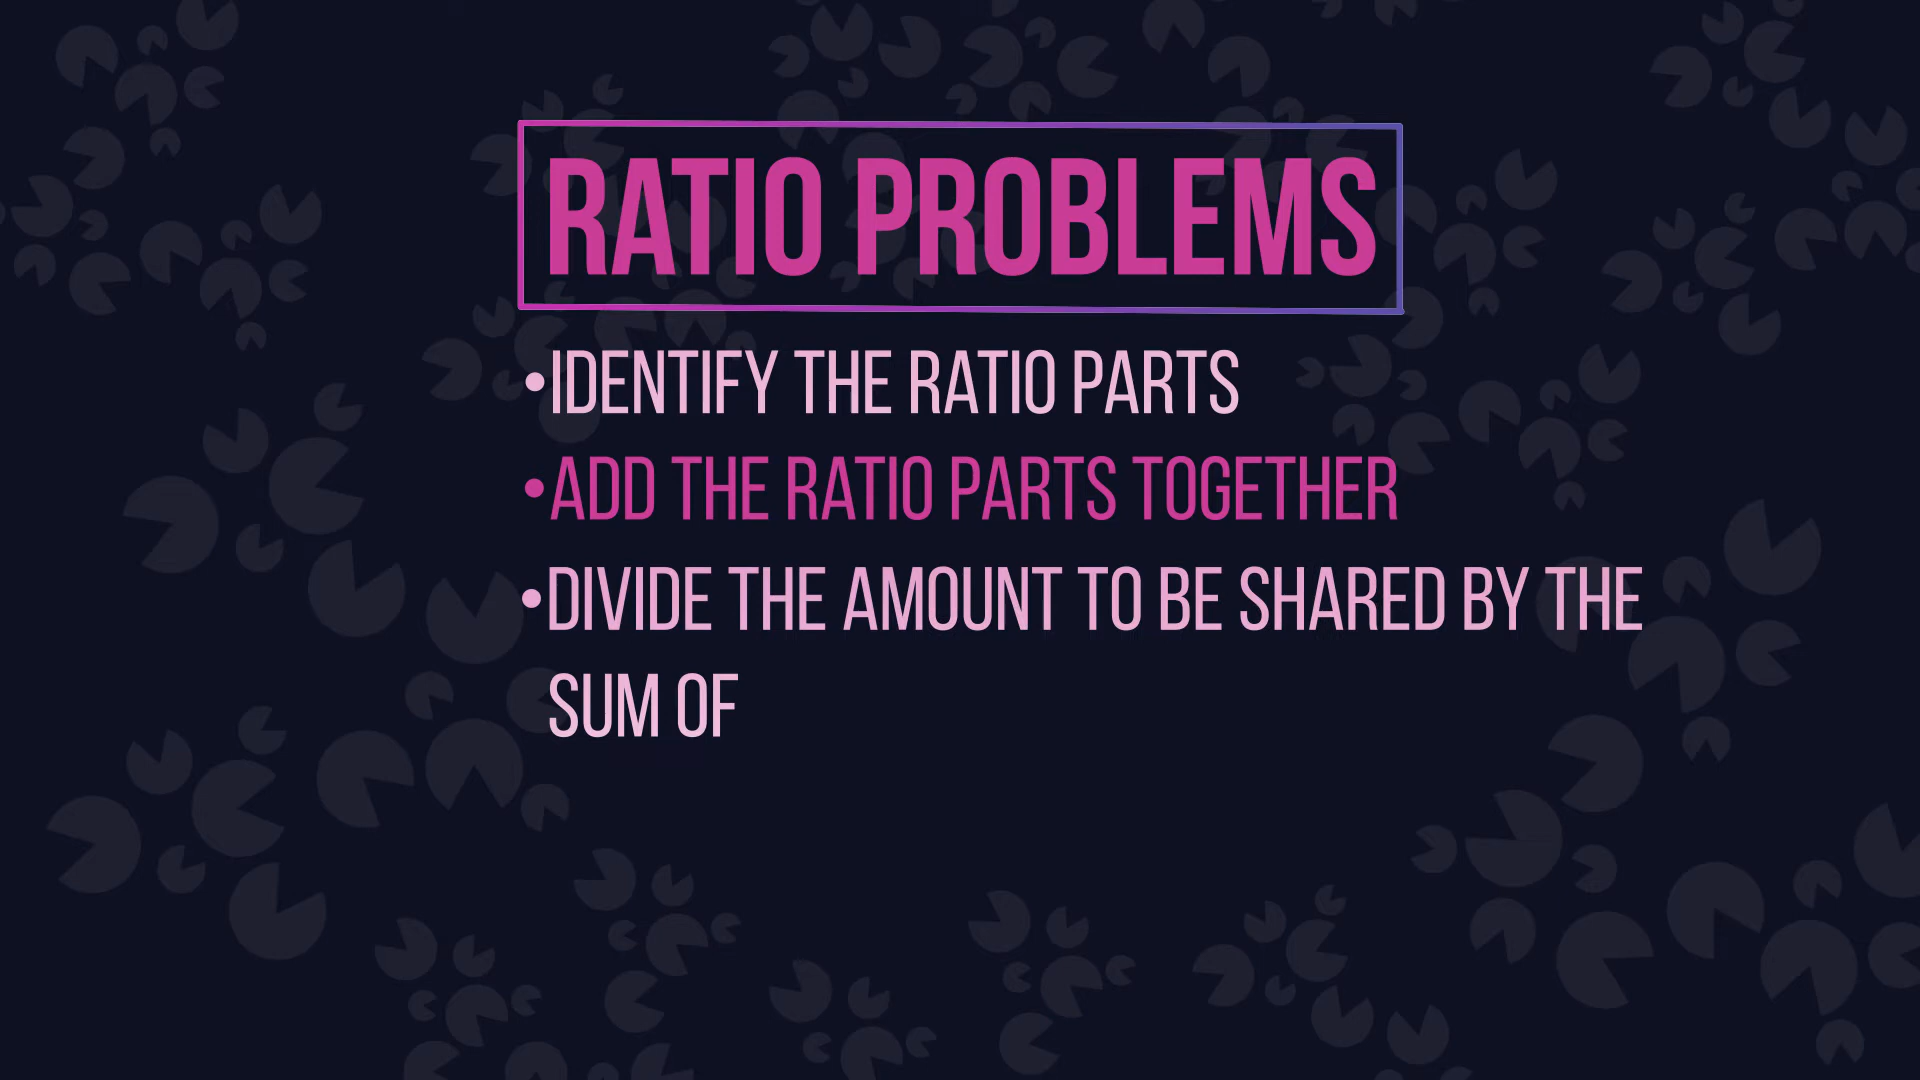 RATIO PROBLEMS
•IDENTIFY THE RATIO PARTS
•ADD THE RATIO PARTS TOGETHER
•DIVIDE THE AMOUNT TO BE SHARED BY THE
SUM OF